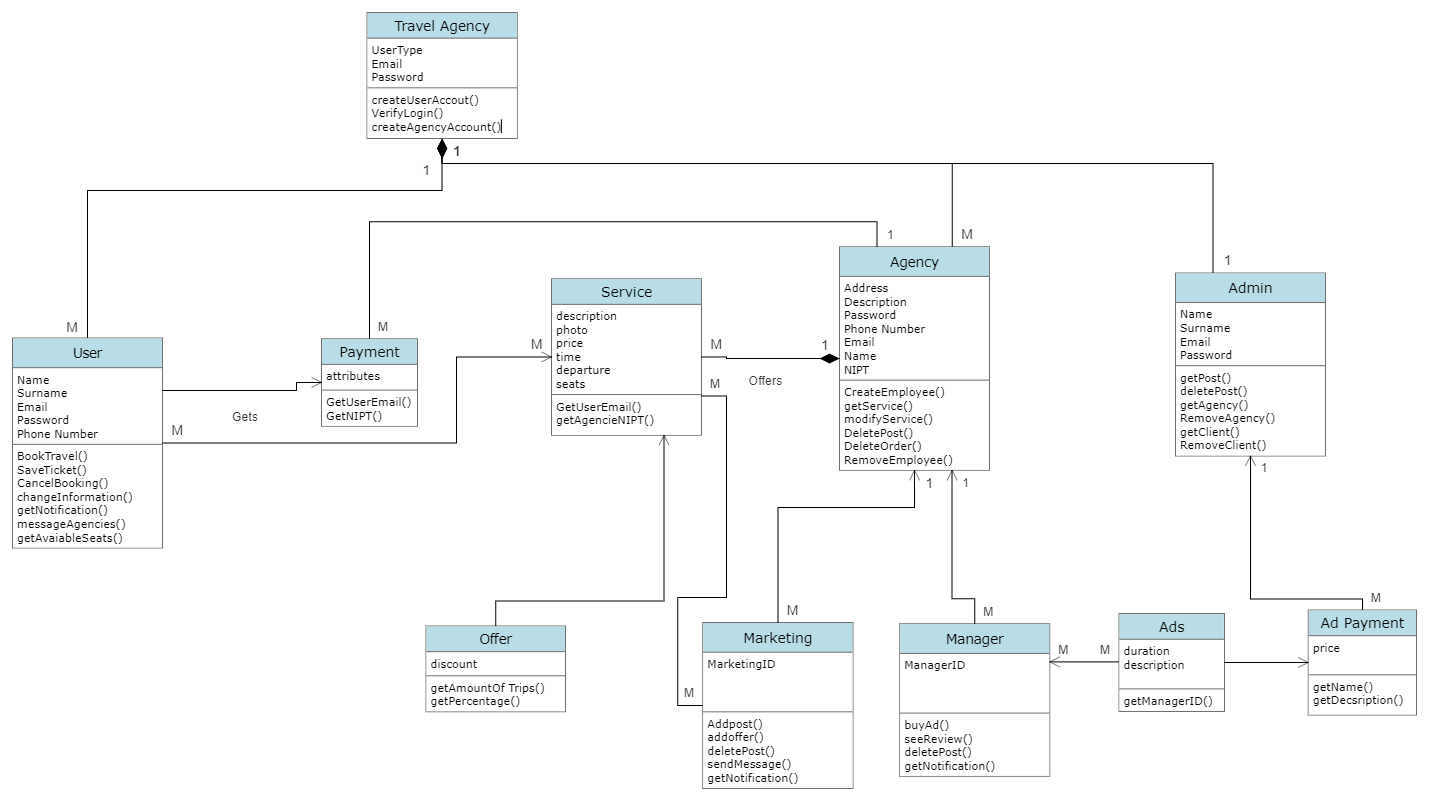 Travel Agency
UserType
Email
Password
createUserAccout()
VerifyLogin()
createAgencyAccount()
1
1
M
User
Name
Surname
Email
Password
Phone Number
BookTravel()
SaveTicket()
CancelBooking()
changeInformation()
getNotification()
messageAgencies()
getAvaiableSeats()
M
Gets
M
Payment
attributes
GetUserEmail()
GetNIPT()
M
Service
description
photo
price
time
departure
seats
GetUserEmail()
getAgencieNIPT()
M
M
Offers
1
1
M
Agency
Address
Description
Password
Phone Number
Email
Name
NIPT
CreateEmployee()
getService()
modifyService()
DeletePost()
DeleteOrder()
RemoveEmployee()
1
1
1
Admin
Name
Surname
Email
Password
getPost()
deletePost()
getAgency()
RemoveAgency()
getClient()
RemoveClient()
1
Offer
discount
getAmountOf Trips()
getPercentage()
M
M
Marketing
MarketingID
Addpost()
addoffer()
deletePost()
sendMessage()
getNotification()
M
Manager
ManagerID
buyAd()
seeReview()
deletePost()
getNotification()
M
M
Ads
duration
description
getManagerID()
M
Ad Payment
price
getName()
getDecsription()